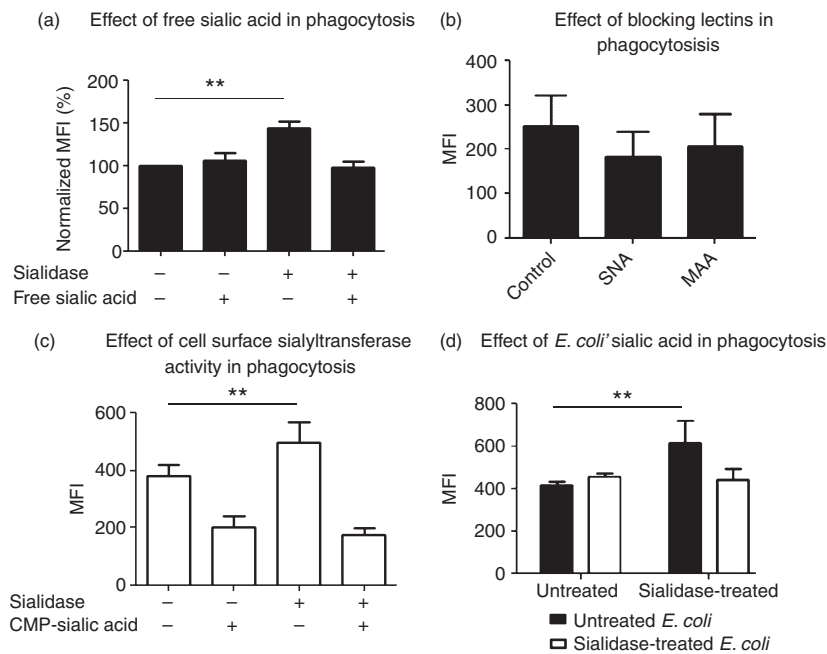 (a) Effect of free sialic acid in phagocytosis
Normalized MFI (%)
200
150
100
50
0
**
Sialidase – – + +
Free sialic acid – + – +
(b) Effect of blocking lectins in
phagocytosisis
MFI
400
300
200
100
0
Control SNA MAA
(c) Effect of cell surface sialyltransferase
activity in phagocytosis
MFI
600
400
200
0
**
Sialidase – – + +
CMP-sialic acid – + – +
(d) Effect of E. coli’ sialic acid in phagocytosis
MFI
800
600
400
200
0
**
Untreated Sialidase-treated
Untreated E. coli
Sialidase-treated E. coli